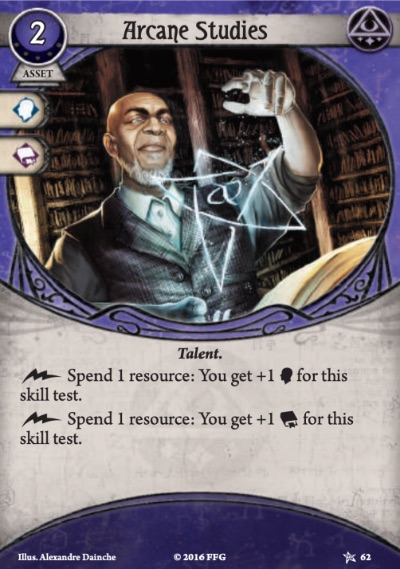 2
Arcane Studies
ASSET
Talent.
Spend 1 resource: You get +1 for this
skill test.
Spend 1 resource: You get +1 for this
skill test.
Illus. Alexandre Dainche
© 2016 FFG
62